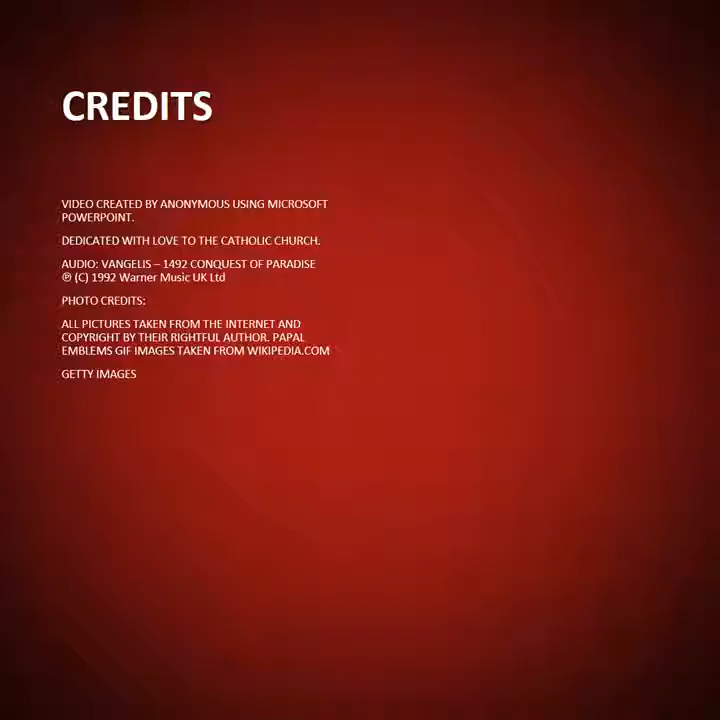 CREDITS
VIDEO CREATED BY ANONYMOUS USING MICROSOFT
POWERPOINT.
DEDICATED WITH LOVE TO THE CATHOLIC CHURCH.
AUDIO: VANGELIS – 1492 CONQUEST OF PARADISE
℗ (C) 1992 Warner Music UK Ltd
PHOTO CREDITS:
ALL PICTURES TAKEN FROM THE INTERNET AND
COPYRIGHT BY THEIR RIGHTFUL AUTHOR. PAPAL
EMBLEMS GIF IMAGES TAKEN FROM WIKIPEDIA.COM
GETTY IMAGES